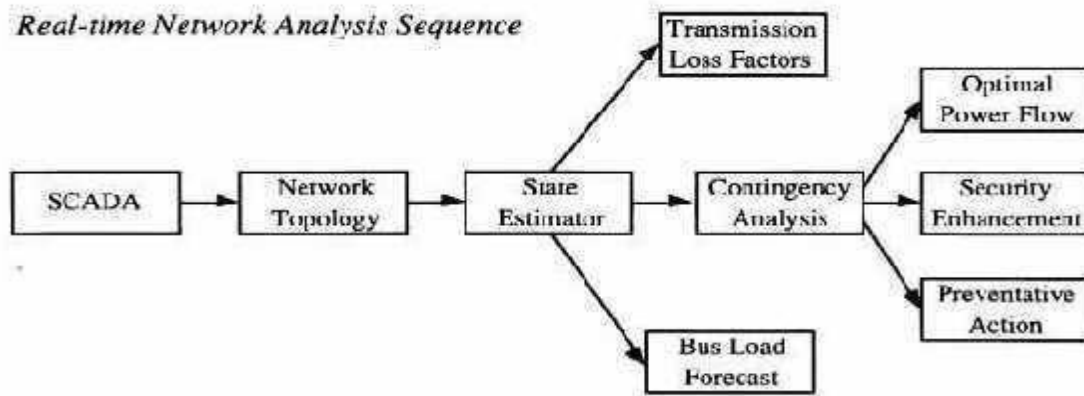 Real-time Network Analysis Sequence
Transmission
Loss Factors
Optimal
Power Flow
SCADA
Network
Topology
State
Estimator
Contingency
Analysis
Security
Enhancement
Preventative
Action
Bus Load
Forecast